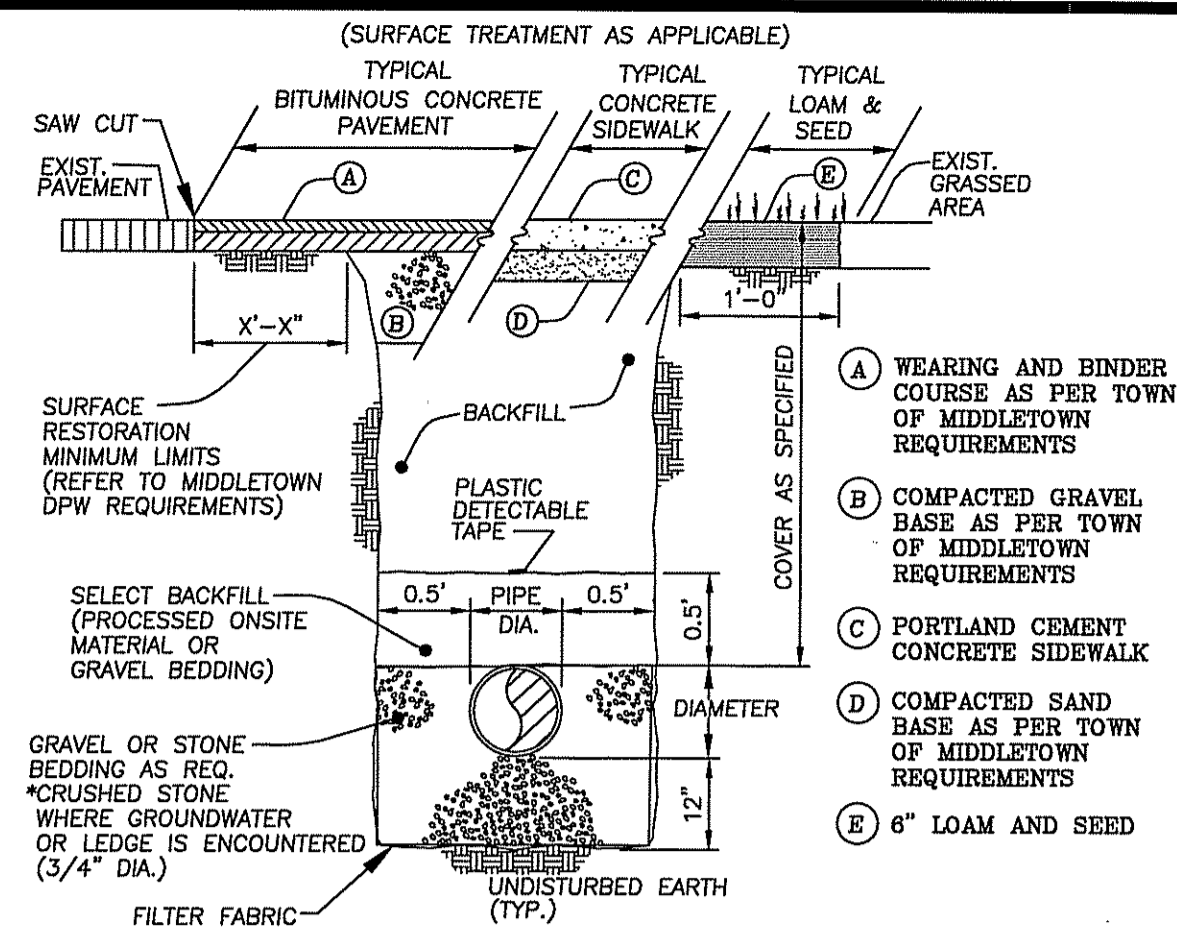 (SURFACE TREATMENT AS APPLICABLE)
TYPICAL
BITUMINOUS CONCRETE
PAVEMENT
TYPICAL
CONCRETE
SIDEWALK
TYPICAL
LOAM &
SEED
SAW CUT
EXIST.
PAVEMENT
A
C
E
EXIST.
GRASSED
AREA
B
D
X'-X"
1'-0"
SURFACE
RESTORATION
MINIMUM LIMITS
(REFER TO MIDDLETOWN
DPW REQUIREMENTS)
BACKFILL
COVER AS SPECIFIED
PLASTIC
DETECTABLE
TAPE
SELECT BACKFILL
(PROCESSED ONSITE
MATERIAL OR
GRAVEL BEDDING)
0.5'
PIPE
DIA.
0.5'
0.5'
DIAMETER
12"
GRAVEL OR STONE
BEDDING AS REQ.
*CRUSHED STONE
WHERE GROUNDWATER
OR LEDGE IS ENCOUNTERED
(3/4" DIA.)
FILTER FABRIC
UNDISTURBED EARTH
(TYP.)
A WEARING AND BINDER
COURSE AS PER TOWN
OF MIDDLETOWN
REQUIREMENTS
B COMPACTED GRAVEL
BASE AS PER TOWN
OF MIDDLETOWN
REQUIREMENTS
C PORTLAND CEMENT
CONCRETE SIDEWALK
D COMPACTED SAND
BASE AS PER TOWN
OF MIDDLETOWN
REQUIREMENTS
E 6" LOAM AND SEED